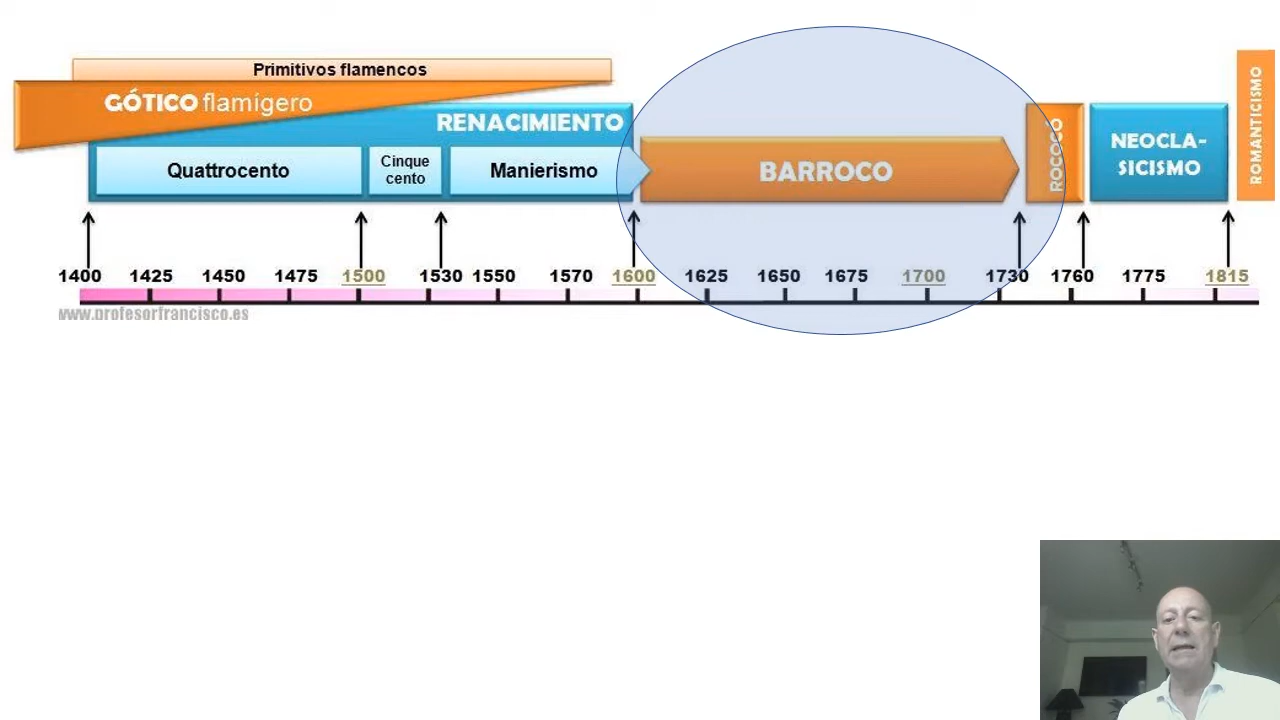 Primitivos flamencos
GÓTICO flamígero
RENACIMIENTO
Quattrocento
Cinque
cento
Manierismo
BARROCO
ROCOCÓ
NEOCLA-
SICISMO
ROMANTICISMO
1400 1425 1450 1475 1500 1530 1550 1570 1600 1625 1650 1675 1700 1730 1760 1775 1815
www.profesorfrancisco.es